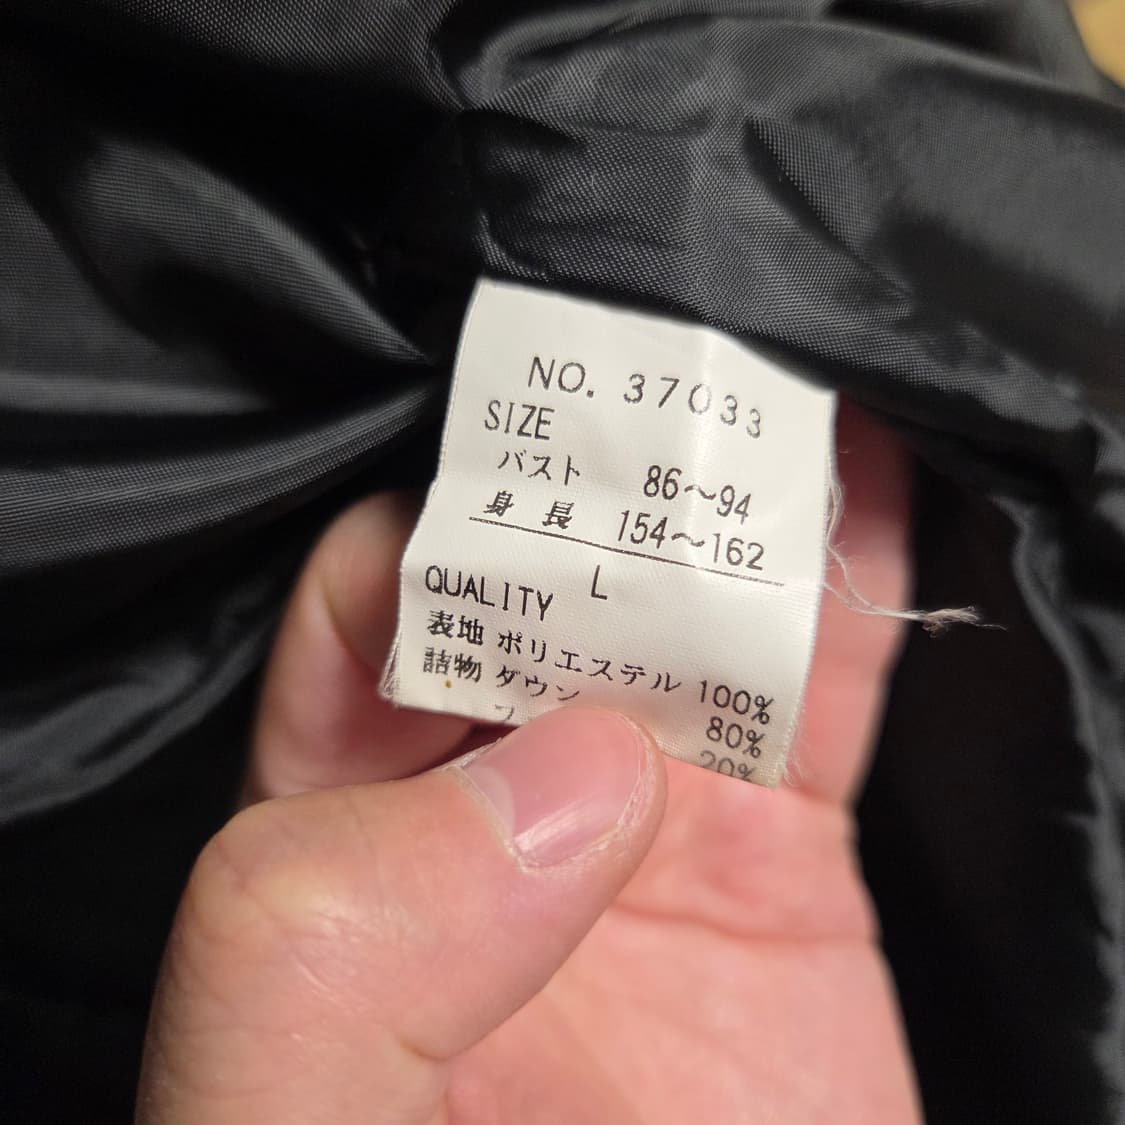 NO. 37033
SIZE
バスト 86～94
身長 154～162
L
QUALITY
表地 ポリエステル 100%
詰物 ダウン 80%
20%